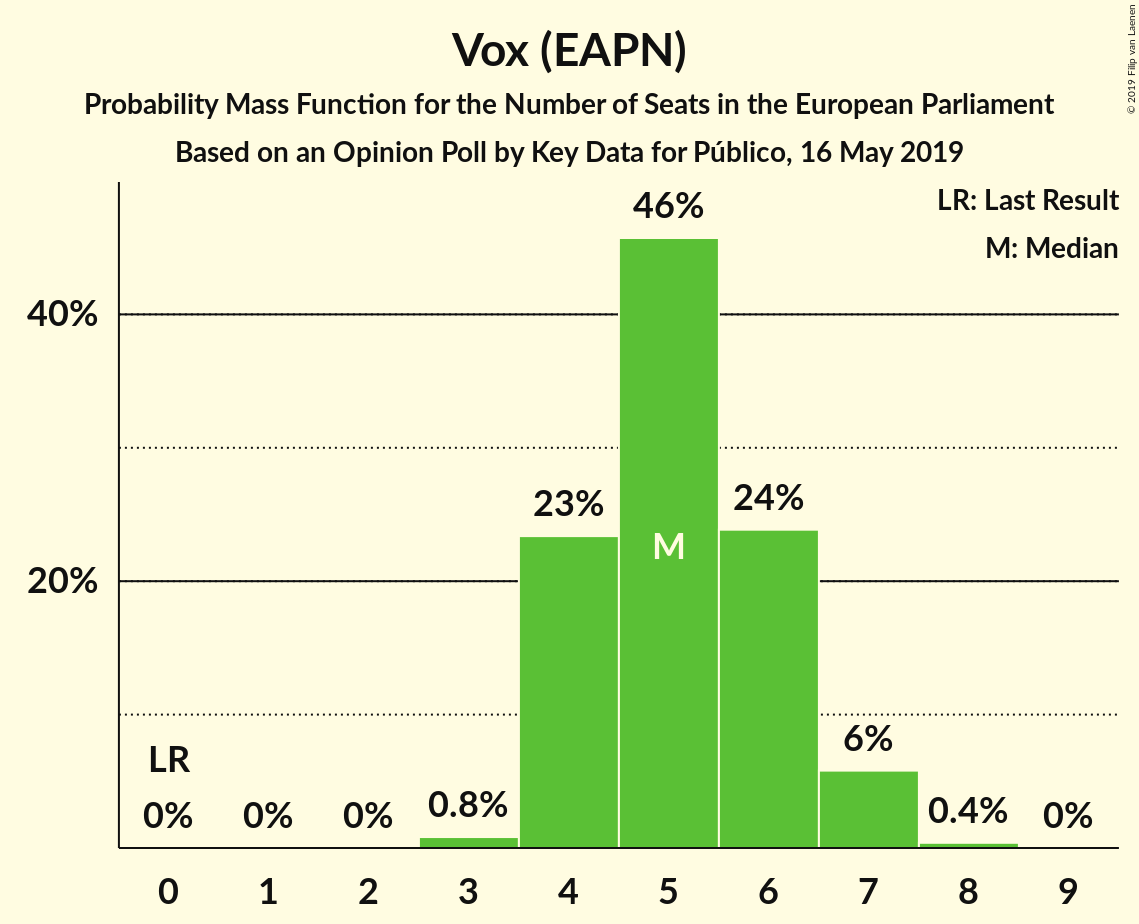 Vox (EAPN)
Probability Mass Function for the Number of Seats in the European Parliament
Based on an Opinion Poll by Key Data for Público, 16 May 2019
© 2019 Filip van Laenen
LR: Last Result
M: Median
46%
40%
23%
24%
M
20%
LR
6%
0%
0%
0%
0.8%
0.4%
0%
0 1 2 3 4 5 6 7 8 9